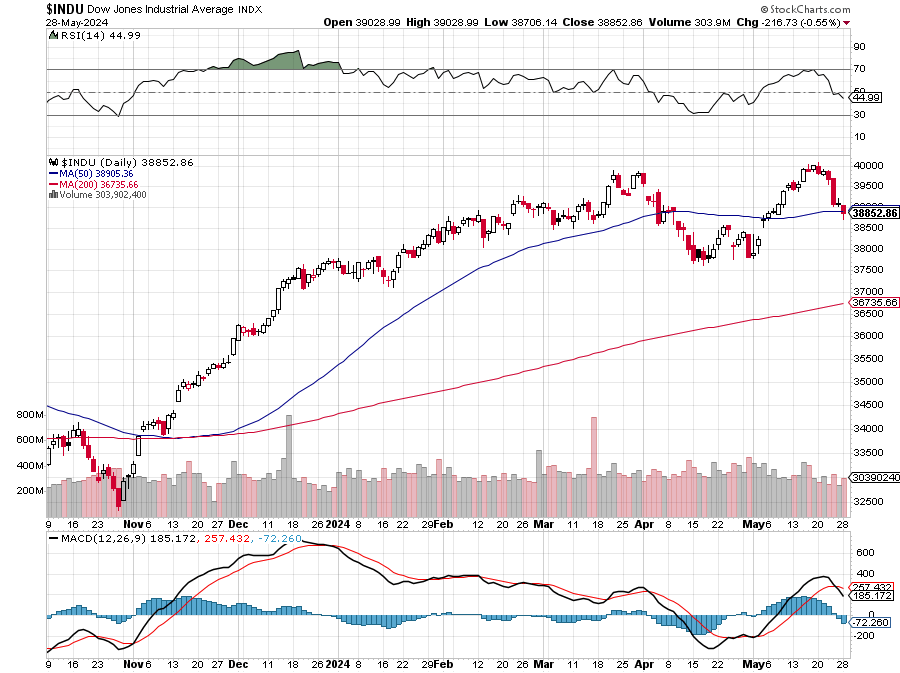 $INDU Dow Jones Industrial Average INDX
© StockCharts.com
28-May-2024
Open 39028.99 High 39028.99 Low 38706.14 Close 38852.86 Volume 303.9M Chg -216.73 (-0.55%)
RSI(14) 44.99
90
70
50
44.99
30
10
$INDU (Daily) 38852.86
MA(50) 38905.36
MA(200) 36735.66
Volume 303,902,400
40000
39500
39000
38852.86
38500
38000
37500
37000
36735.66
36500
36000
35500
35000
34500
34000
33500
30390240
32500
800M
600M
400M
200M
9 16 23 Nov 6 13 20 27 Dec 11 18 26 2024 8 16 22 29 Feb 12 20 26 Mar 11 18 25 Apr 8 15 22 May 6 13 20 28
MACD(12,26,9) 185.172, 257.432, -72.260
600
400
257.432
185.172
0
-72.260
-200
9 16 23 Nov 6 13 20 27 Dec 11 18 26 2024 8 16 22 29 Feb 12 20 26 Mar 11 18 25 Apr 8 15 22 May 6 13 20 28